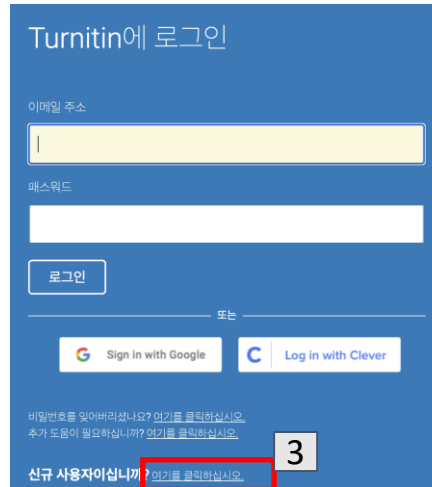 Turnitin에 로그인
이메일 주소
패스워드
로그인
또는
G Sign in with Google
C Log in with Clever
비밀번호를 잊어버리셨나요? 여기를 클릭하십시오.
추가 도움이 필요하십니까? 여기를 클릭하십시오.
3
신규 사용자이십니까? 여기를 클릭하십시오.